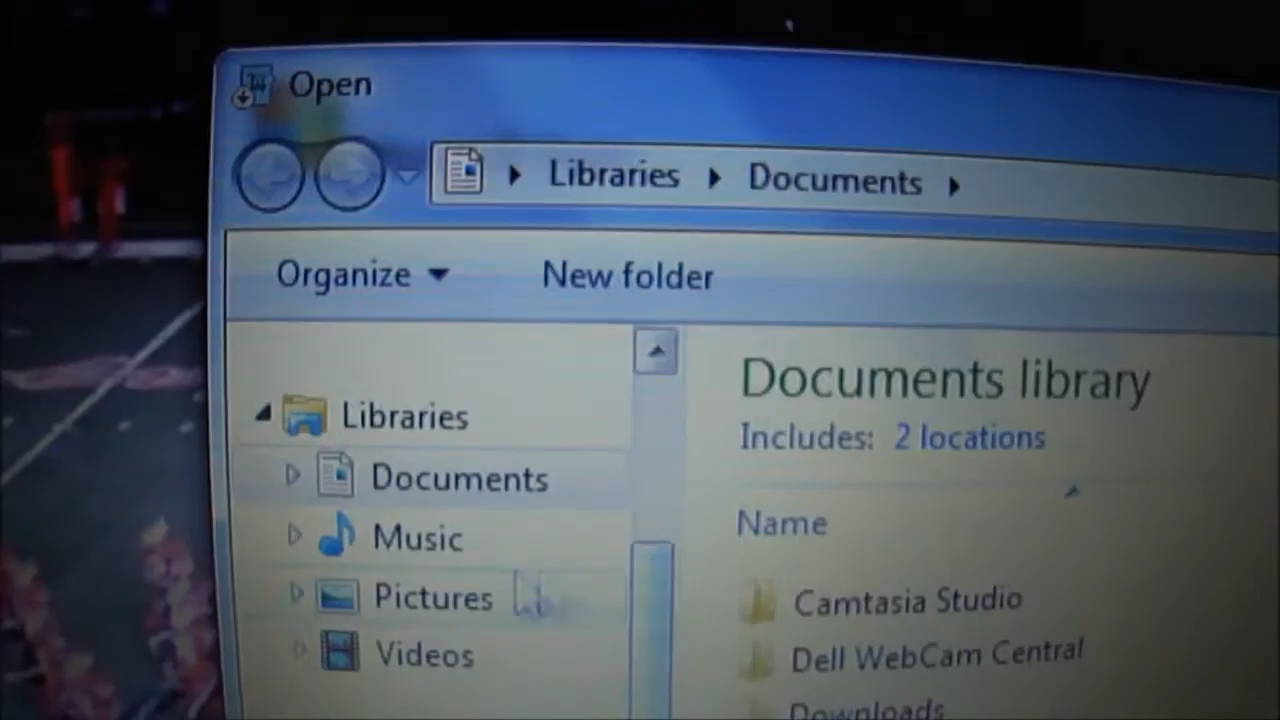 Open
Libraries Documents
Organize New folder
Documents library
Includes: 2 locations
Libraries
Documents
Name
Music
Pictures
Camtasia Studio
Videos
Dell WebCam Central
Downloads